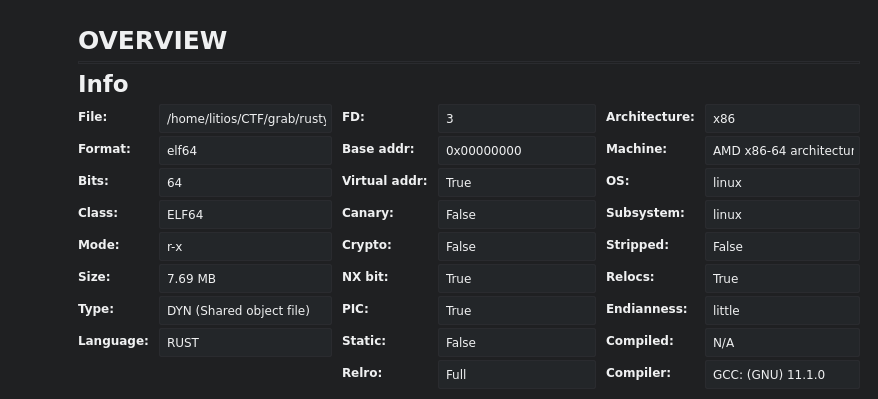 OVERVIEW
Info
File: /home/litios/CTF/grab/rusty FD: 3 Architecture: x86
Format: elf64 Base addr: 0x00000000 Machine: AMD x86-64 architectur
Bits: 64 Virtual addr: True OS: linux
Class: ELF64 Canary: False Subsystem: linux
Mode: r-x Crypto: False Stripped: False
Size: 7.69 MB NX bit: True Relocs: True
Type: DYN (Shared object file) PIC: True Endianness: little
Language: RUST Static: False Compiled: N/A
Relro: Full Compiler: GCC: (GNU) 11.1.0